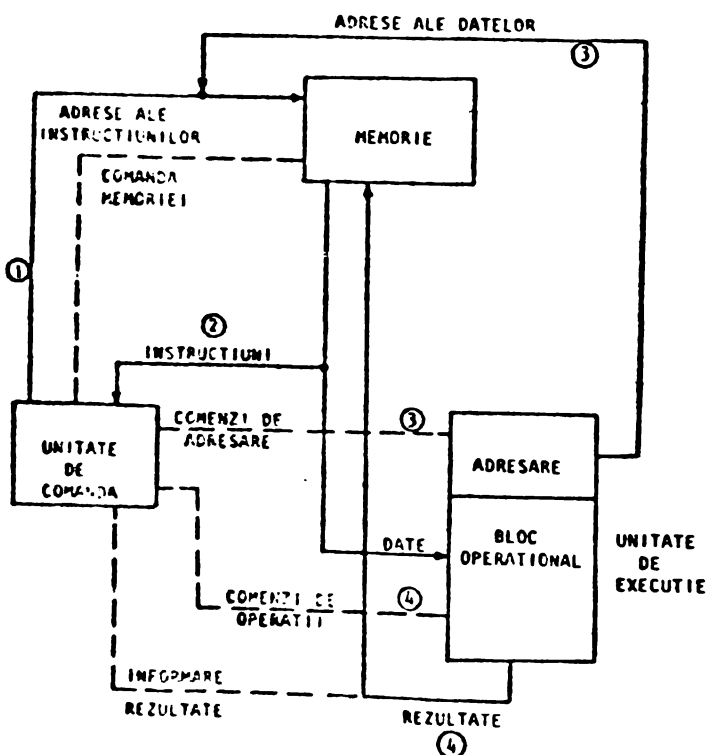 ADRESE ALE DATELOR
③
ADRESE ALE
INSTRUCTIUNILOR
MEMORIE
COMANDA
MEMORIEI
①
②
INSTRUCTIUNI
COMENZI DE
ADRESARE
③
UNITATE
DE
COMANDA
ADRESARE
DATE
BLOC
OPERATIONAL
UNITATE
DE
EXECUTIE
COMENZI DE
OPERATII
④
INFORMARE
REZULTATE
REZULTATE
④